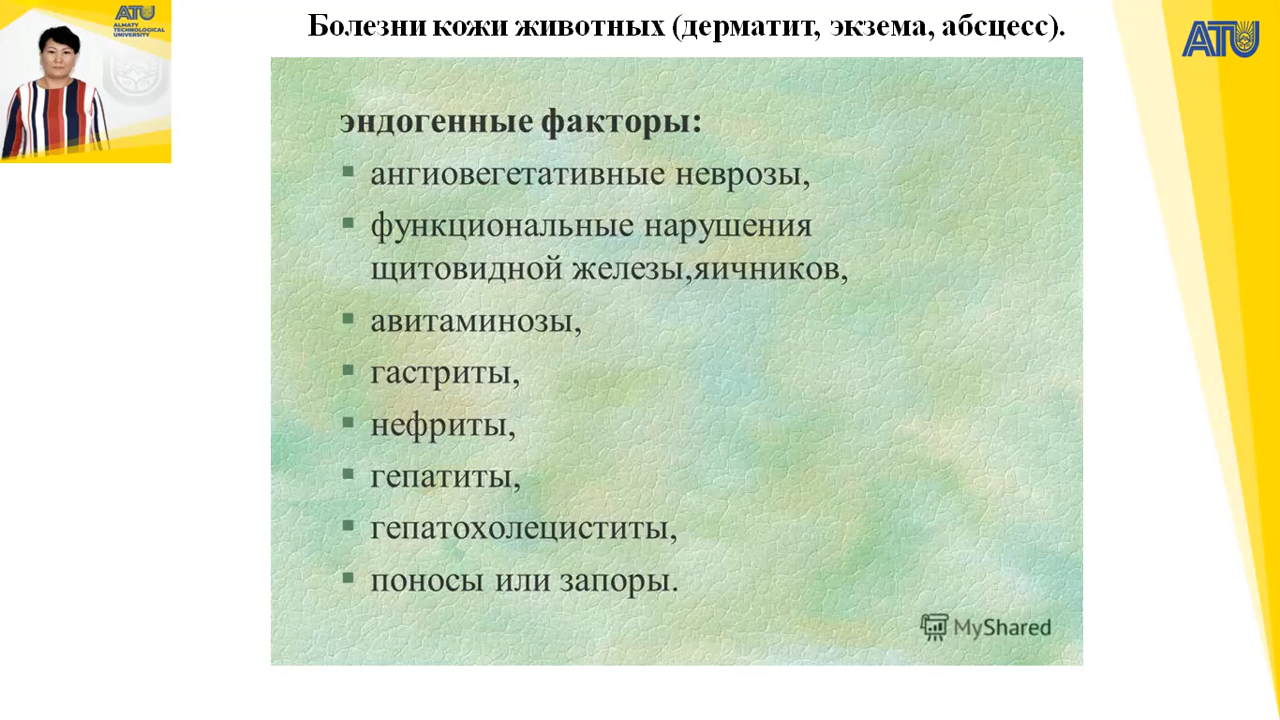 ATU
ALMATY
TECHNOLOGICAL
UNIVERSITY
Болезни кожи животных (дерматит, экзема, абсцесс).
ATU
эндогенные факторы:
ангиовегетативные неврозы,
функциональные нарушения
щитовидной железы,яичников,
авитаминозы,
гастриты,
нефриты,
гепатиты,
гепатохолециститы,
поносы или запоры.
MyShared